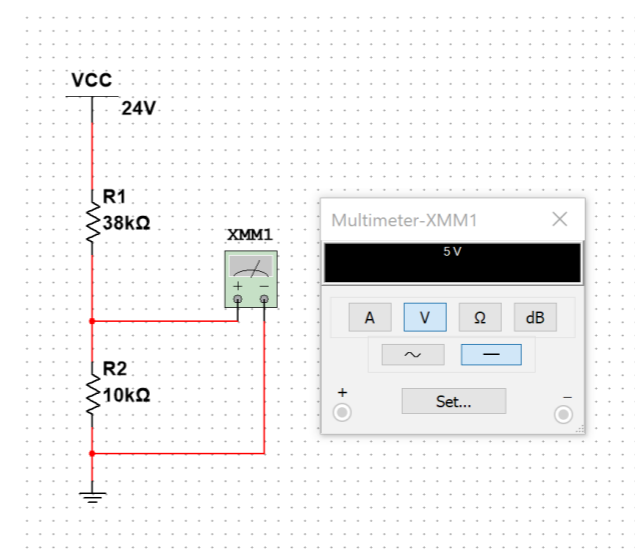 VCC
24V
R1
38kΩ
XMM1
+ −
R2
10kΩ
Multimeter-XMM1
5 V
A V Ω dB
~ —
+ Set... −